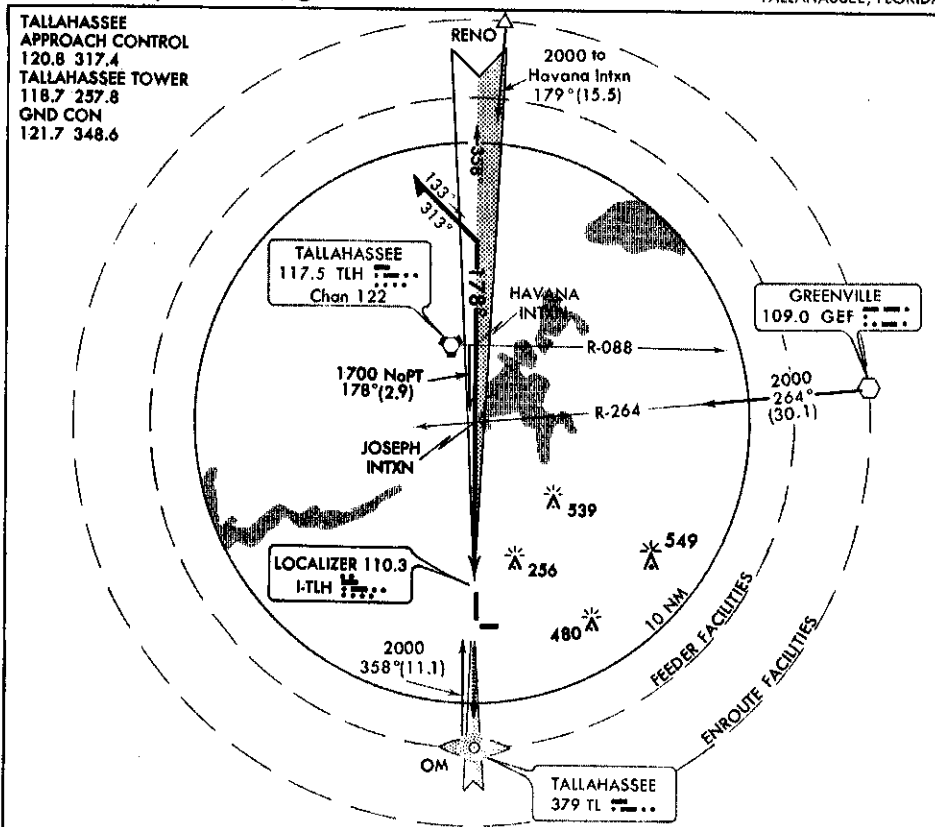 TALLAHASSEE, FLORIDA
TALLAHASSEE
APPROACH CONTROL
120.8 317.4
TALLAHASSEE TOWER
118.7 257.8
GND CON
121.7 348.6
RENO
2000 to
Havana Intxn
179°(15.5)
358°
133°
313°
178°
TALLAHASSEE
117.5 TLH
Chan 122
HAVANA
INTXN
GREENVILLE
109.0 GEF
R-088
1700 NoPT
178°(2.9)
2000
264°
(30.1)
R-264
JOSEPH
INTXN
539
549
256
LOCALIZER 110.3
I-TLH
480
10 NM
FEEDER FACILITIES
ENROUTE FACILITIES
2000
358°(11.1)
OM
TALLAHASSEE
379 TL